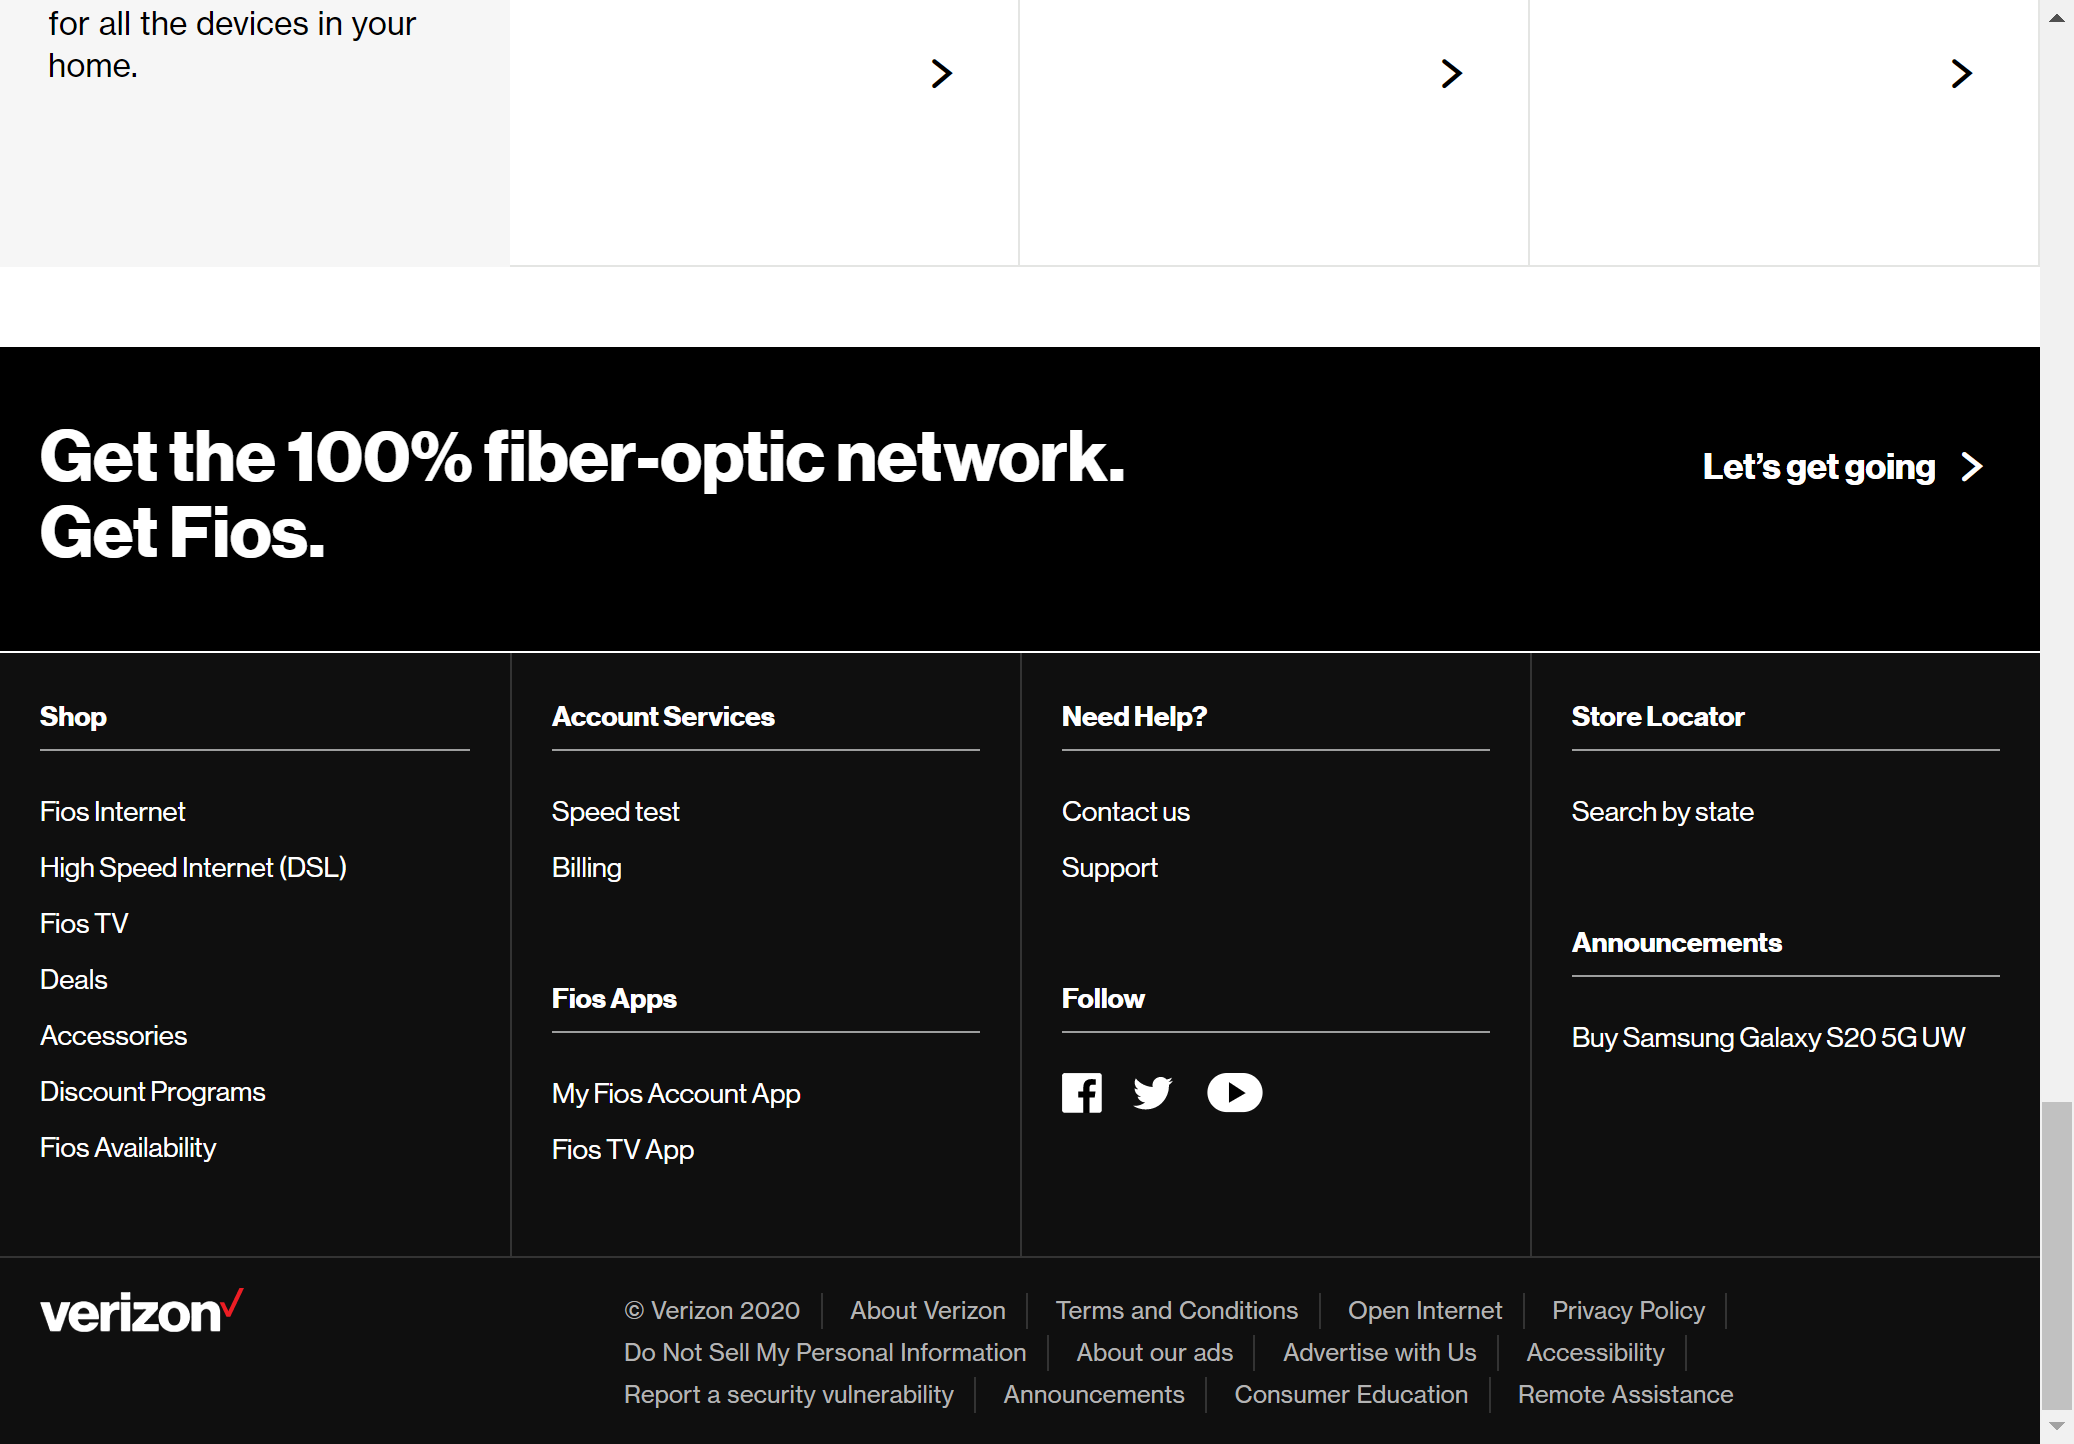 for all the devices in your
home.
Get the 100% fiber-optic network.
Get Fios.
Let’s get going
Shop
Fios Internet
High Speed Internet (DSL)
Fios TV
Deals
Accessories
Discount Programs
Fios Availability
Account Services
Speed test
Billing
Fios Apps
My Fios Account App
Fios TV App
Need Help?
Contact us
Support
Follow
Store Locator
Search by state
Announcements
Buy Samsung Galaxy S20 5G UW
verizon
© Verizon 2020 About Verizon Terms and Conditions Open Internet Privacy Policy
Do Not Sell My Personal Information About our ads Advertise with Us Accessibility
Report a security vulnerability Announcements Consumer Education Remote Assistance